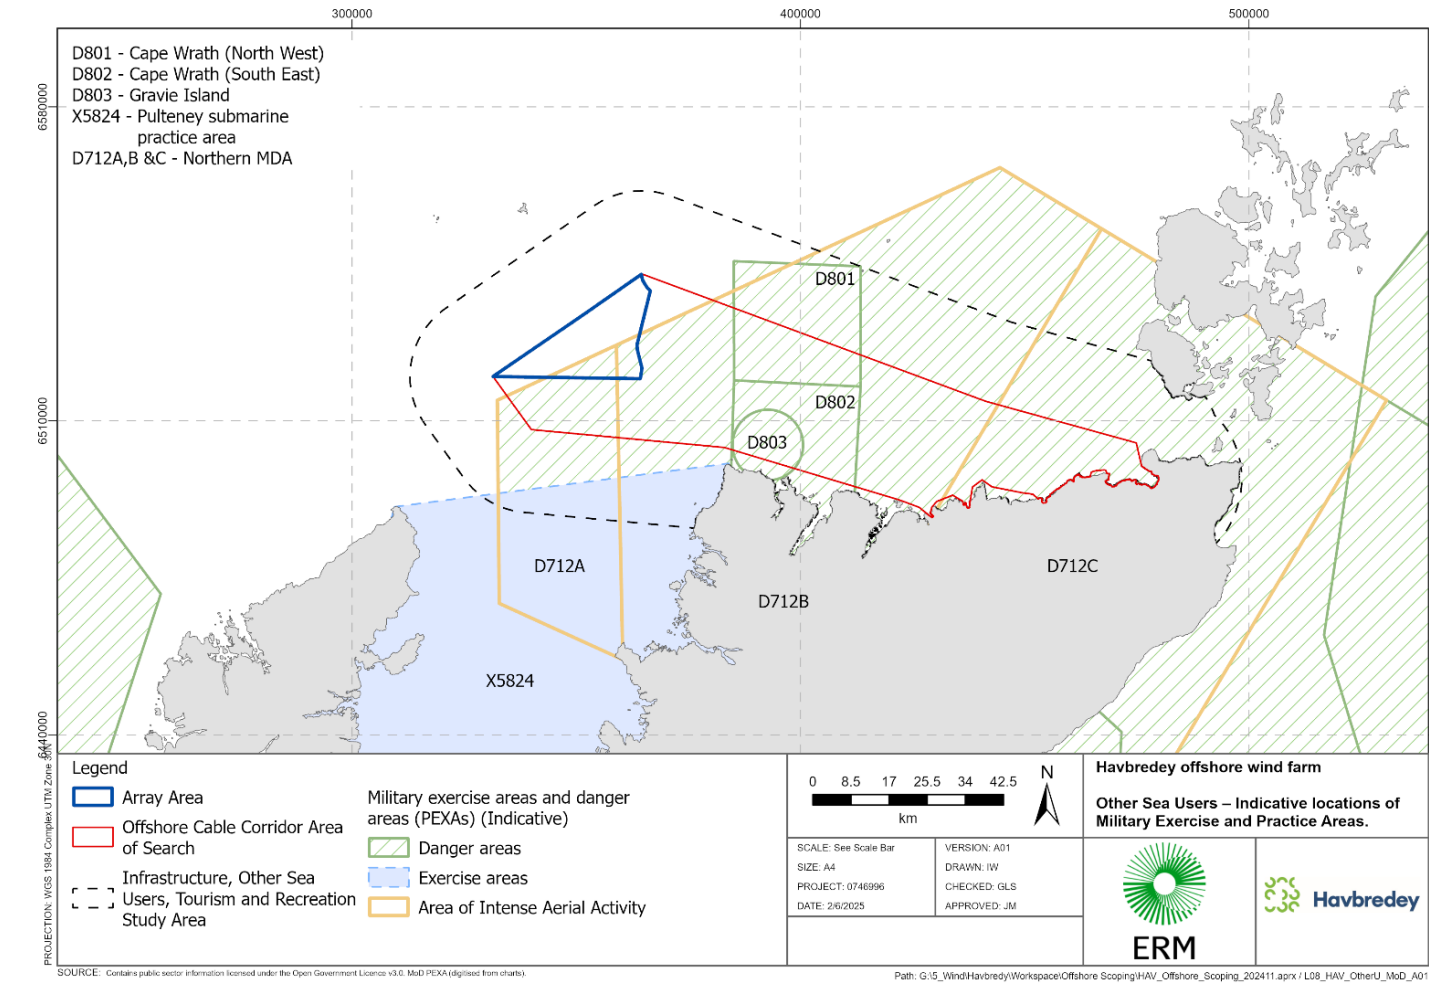 300000
400000
500000
D801 - Cape Wrath (North West)
D802 - Cape Wrath (South East)
D803 - Gravie Island
X5824 - Pulteney submarine
practice area
D712A,B &C - Northern MDA
6580000
6510000
6440000
D801
D802
D803
D712A
D712B
D712C
X5824
PROJECTION: WGS 1984 Complex UTM Zone 30N
Legend
Array Area
Offshore Cable Corridor Area
of Search
Infrastructure, Other Sea
Users, Tourism and Recreation
Study Area
Military exercise areas and danger
areas (PEXAs) (Indicative)
Danger areas
Exercise areas
Area of Intense Aerial Activity
0 8.5 17 25.5 34 42.5
km
N
SCALE: See Scale Bar
SIZE: A4
PROJECT: 0746996
DATE: 2/6/2025
VERSION: A01
DRAWN: IW
CHECKED: GLS
APPROVED: JM
Havbredey offshore wind farm
Other Sea Users – Indicative locations of
Military Exercise and Practice Areas.
ERM
Havbredey
SOURCE: Contains public sector information licensed under the Open Government Licence v3.0. MoD PEXA (digitised from charts).
Path: G:\5_Wind\Havbredy\Workspace\Offshore Scoping\HAV_Offshore_Scoping_202411.aprx / L08_HAV_OtherU_MoD_A01